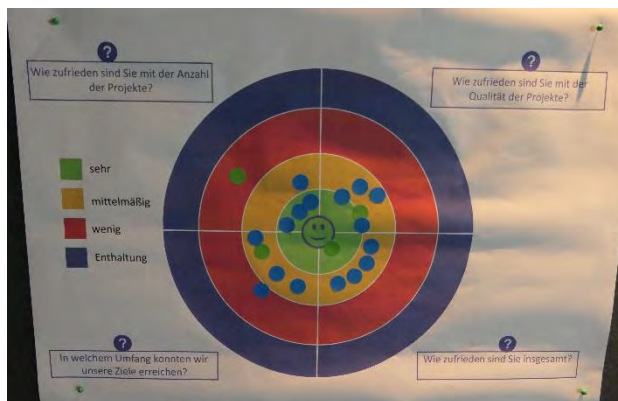 ?
Wie zufrieden sind Sie mit der Anzahl
der Projekte?
?
Wie zufrieden sind Sie mit der
Qualität der Projekte?
sehr
mittelmäßig
wenig
Enthaltung
?
In welchem Umfang konnten wir
unsere Ziele erreichen?
?
Wie zufrieden sind Sie insgesamt?